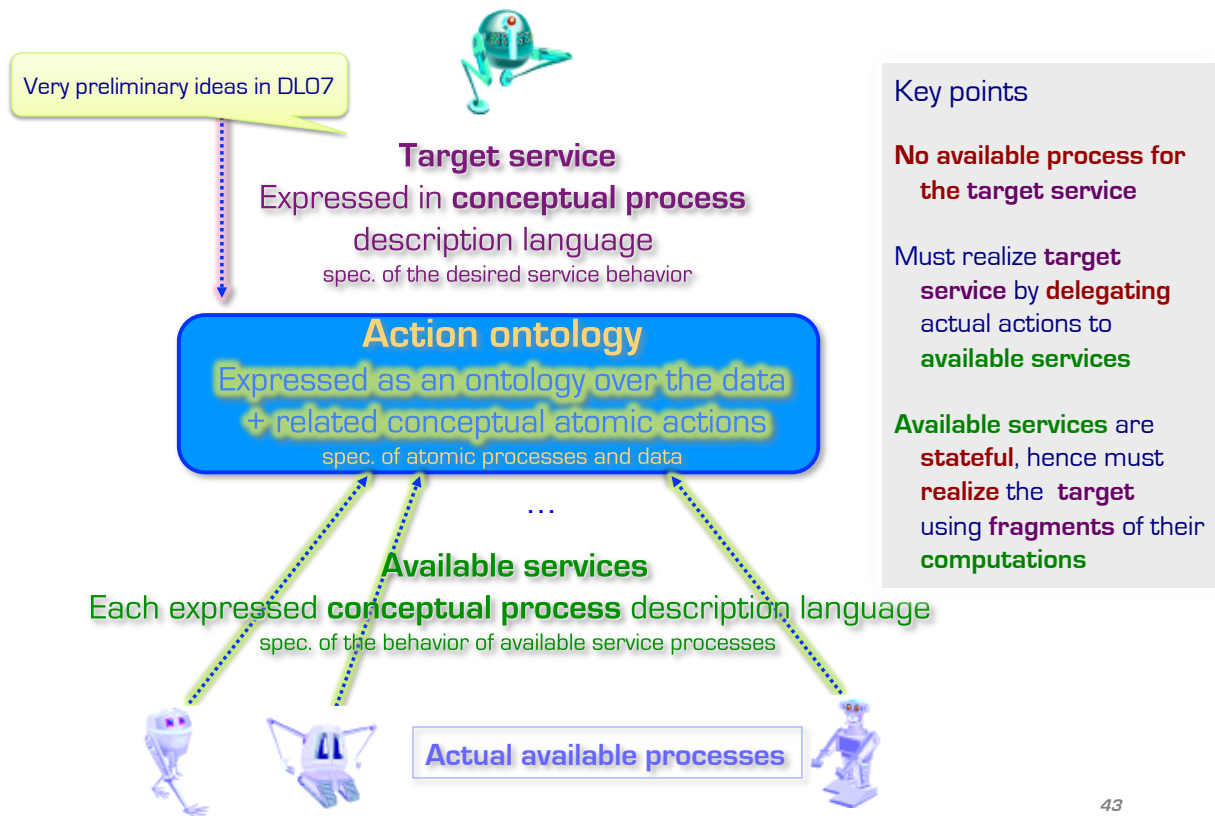 Very preliminary ideas in DL07
Target service
Expressed in conceptual process
description language
spec. of the desired service behavior
Action ontology
Expressed as an ontology over the data
+ related conceptual atomic actions
spec. of atomic processes and data
...
Available services
Each expressed conceptual process description language
spec. of the behavior of available service processes
Actual available processes
Key points
No available process for
the target service
Must realize target
service by delegating
actual actions to
available services
Available services are
stateful, hence must
realize the target
using fragments of their
computations
43